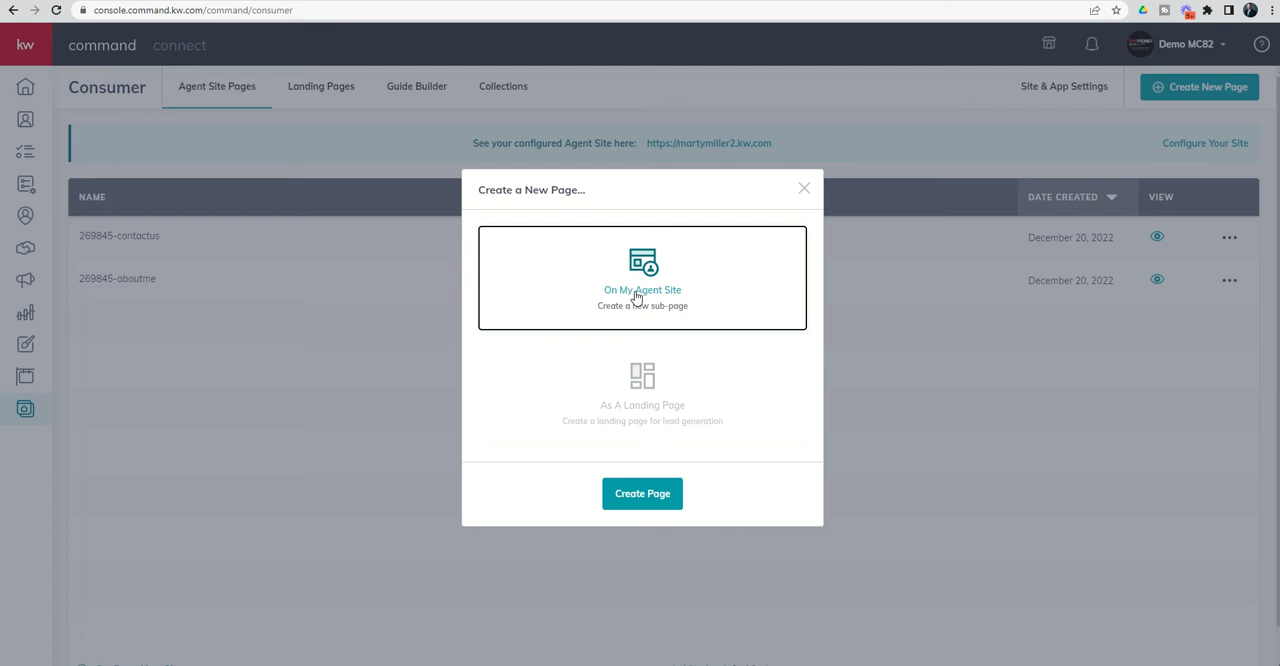 console.command.kw.com/command/consumer
9+
kw
command connect
Demo MC82
Consumer
Agent Site Pages
Landing Pages
Guide Builder
Collections
Site & App Settings
Create New Page
See your configured Agent Site here: https://martymiller2.kw.com
Configure Your Site
Create a New Page...
NAME
DATE CREATED
VIEW
269845-contactus
December 20, 2022
269845-aboutme
December 20, 2022
On My Agent Site
Create a new sub-page
As A Landing Page
Create a landing page for lead generation
Create Page